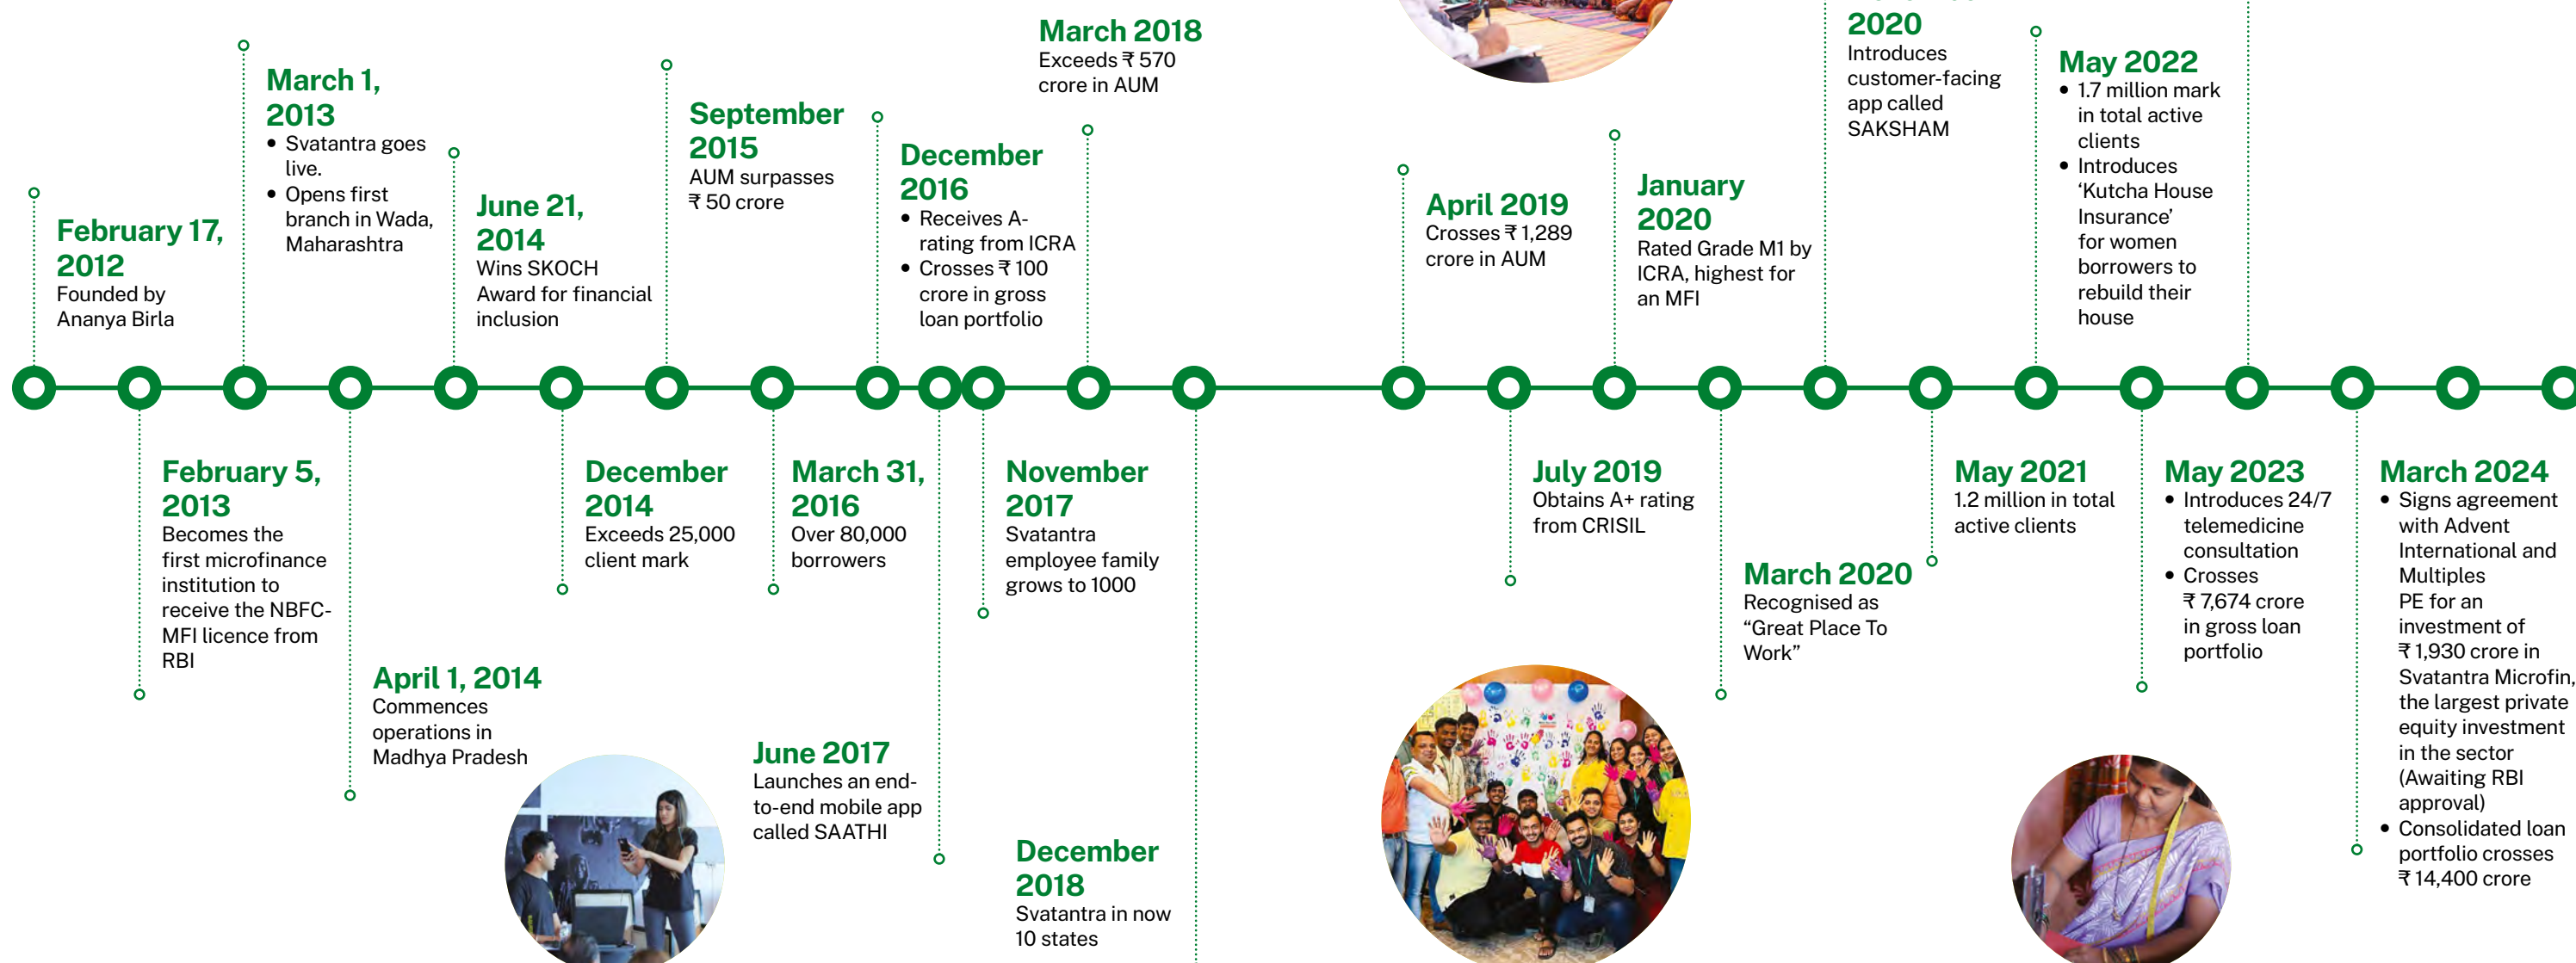 February 17,
2012
Founded by
Ananya Birla
February 5,
2013
Becomes the
first microfinance
institution to
receive the NBFC-
MFI licence from
RBI
March 1,
2013
• Svatantra goes
live.
• Opens first
branch in Wada,
Maharashtra
April 1, 2014
Commences
operations in
Madhya Pradesh
June 21,
2014
Wins SKOCH
Award for financial
inclusion
December
2014
Exceeds 25,000
client mark
September
2015
AUM surpasses
₹ 50 crore
March 31,
2016
Over 80,000
borrowers
December
2016
• Receives A-
rating from ICRA
• Crosses ₹ 100
crore in gross
loan portfolio
June 2017
Launches an end-
to-end mobile app
called SAATHI
November
2017
Svatantra
employee family
grows to 1000
March 2018
Exceeds ₹ 570
crore in AUM
December
2018
Svatantra in now
10 states
April 2019
Crosses ₹ 1,289
crore in AUM
July 2019
Obtains A+ rating
from CRISIL
January
2020
Rated Grade M1 by
ICRA, highest for
an MFI
March 2020
Recognised as
“Great Place To
Work”
2020
Introduces
customer-facing
app called
SAKSHAM
May 2021
1.2 million in total
active clients
May 2022
• 1.7 million mark
in total active
clients
• Introduces
‘Kutcha House
Insurance’
for women
borrowers to
rebuild their
house
May 2023
• Introduces 24/7
telemedicine
consultation
• Crosses
₹ 7,674 crore
in gross loan
portfolio
March 2024
• Signs agreement
with Advent
International and
Multiples
PE for an
investment of
₹ 1,930 crore in
Svatantra Microfin,
the largest private
equity investment
in the sector
(Awaiting RBI
approval)
• Consolidated loan
portfolio crosses
₹ 14,400 crore